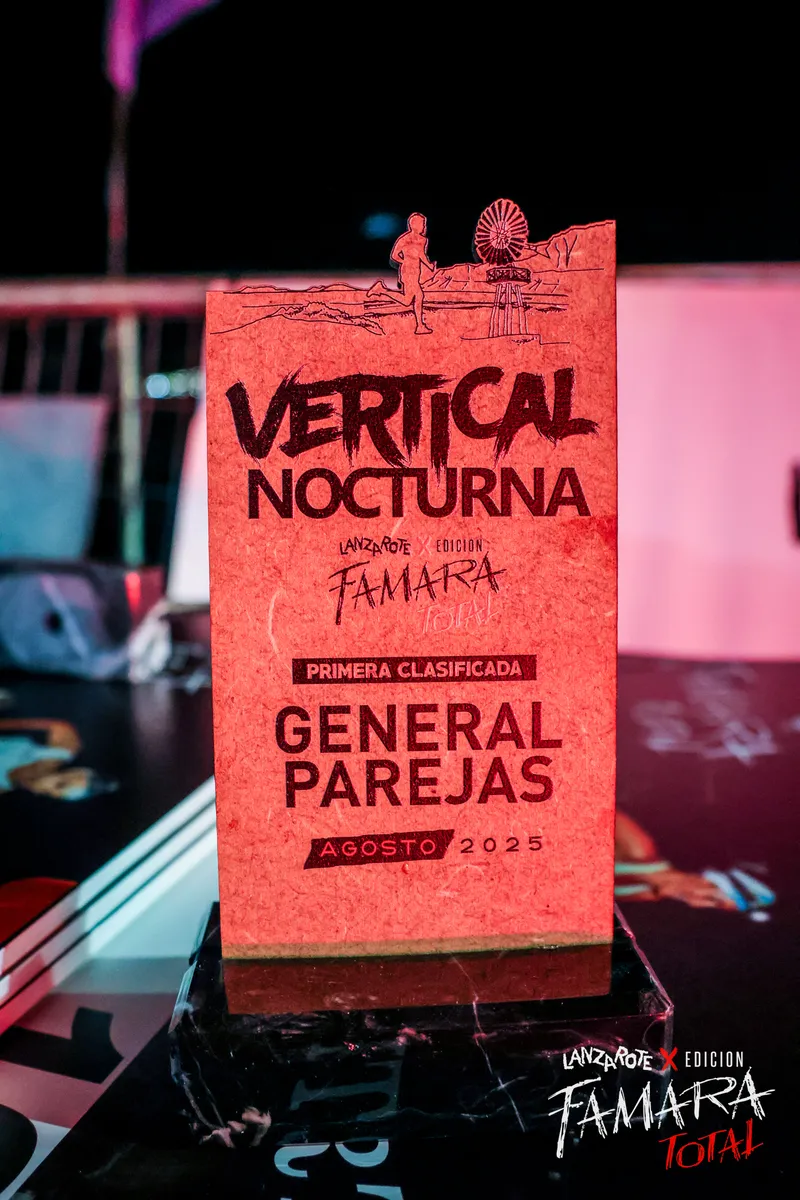 VERTICAL
NOCTURNA
LANZAROTE X EDICION
FAMARA
TOTAL
PRIMERA CLASIFICADA
GENERAL
PAREJAS
AGOSTO 2025
LANZAROTE X EDICION
FAMARA
TOTAL